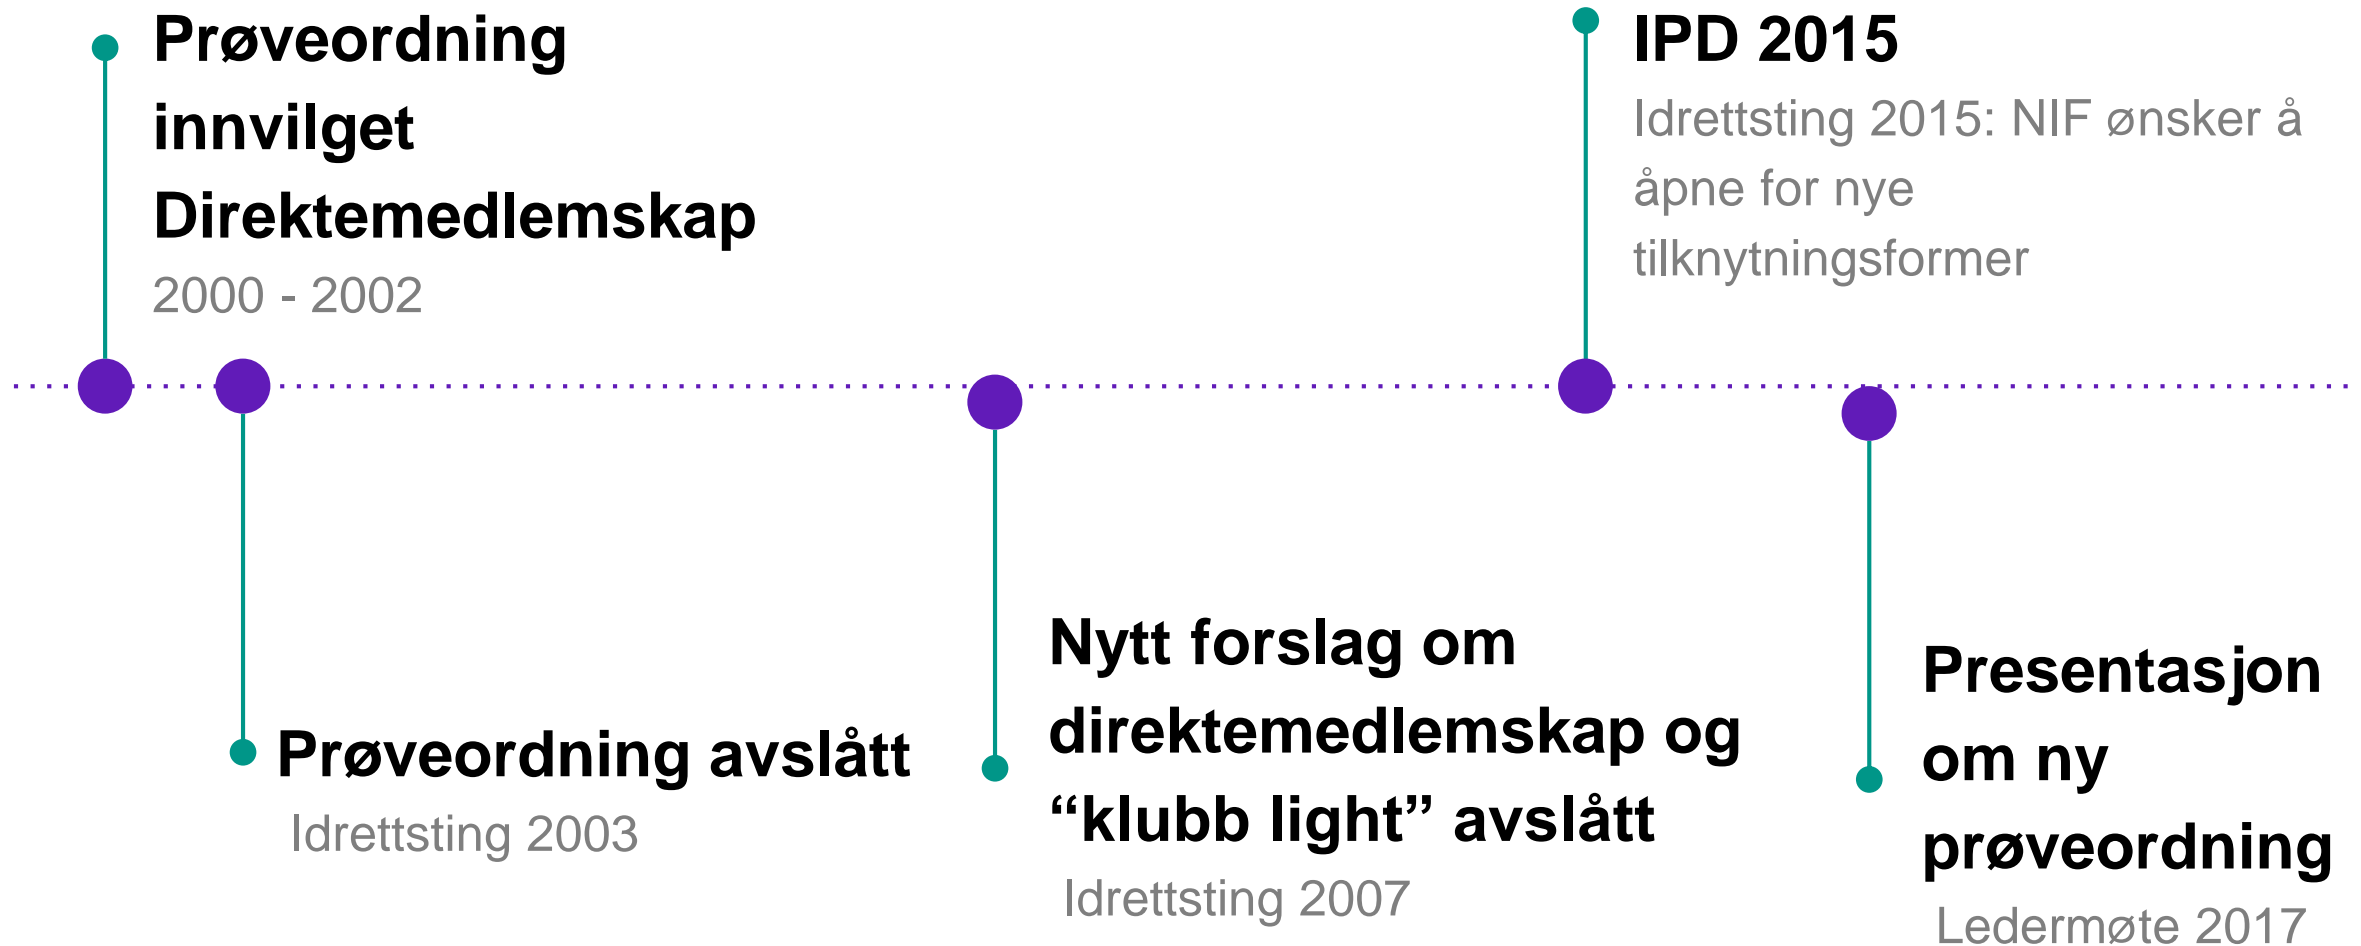 Prøveordning
innvilget
Direktemedlemskap
2000 - 2002
Prøveordning avslått
Idrettsting 2003
Nytt forslag om
direktemedlemskap og
“klubb light” avslått
Idrettsting 2007
IPD 2015
Idrettsting 2015: NIF ønsker å
åpne for nye
tilknytningsformer
Presentasjon
om ny
prøveordning
Ledermøte 2017